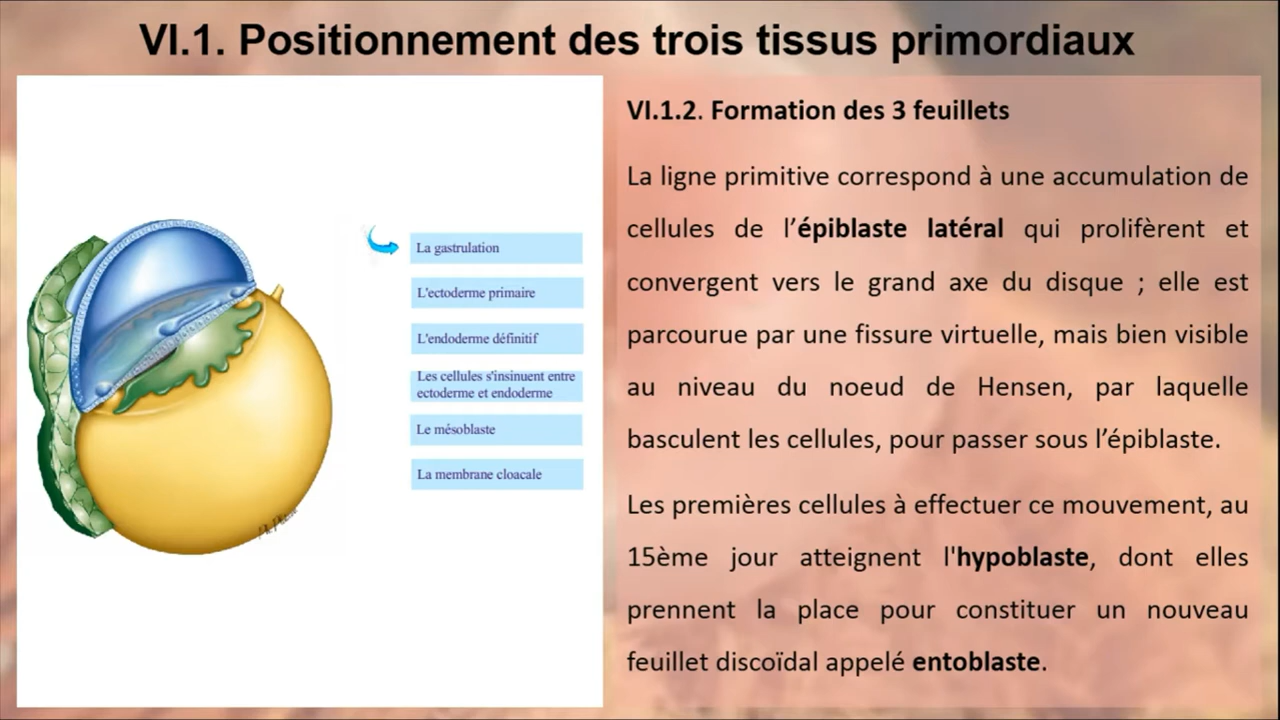 VI.1. Positionnement des trois tissus primordiaux
La gastrulation
L'ectoderme primaire
L'endoderme définitif
Les cellules s'insinuent entre
ectoderme et endoderme
Le mésoblaste
La membrane cloacale
VI.1.2. Formation des 3 feuillets
La ligne primitive correspond à une accumulation de
cellules de l’épiblaste latéral qui prolifèrent et
convergent vers le grand axe du disque ; elle est
parcourue par une fissure virtuelle, mais bien visible
au niveau du noeud de Hensen, par laquelle
basculent les cellules, pour passer sous l’épiblaste.
Les premières cellules à effectuer ce mouvement, au
15ème jour atteignent l'hypoblaste, dont elles
prennent la place pour constituer un nouveau
feuillet discoïdal appelé entoblaste.